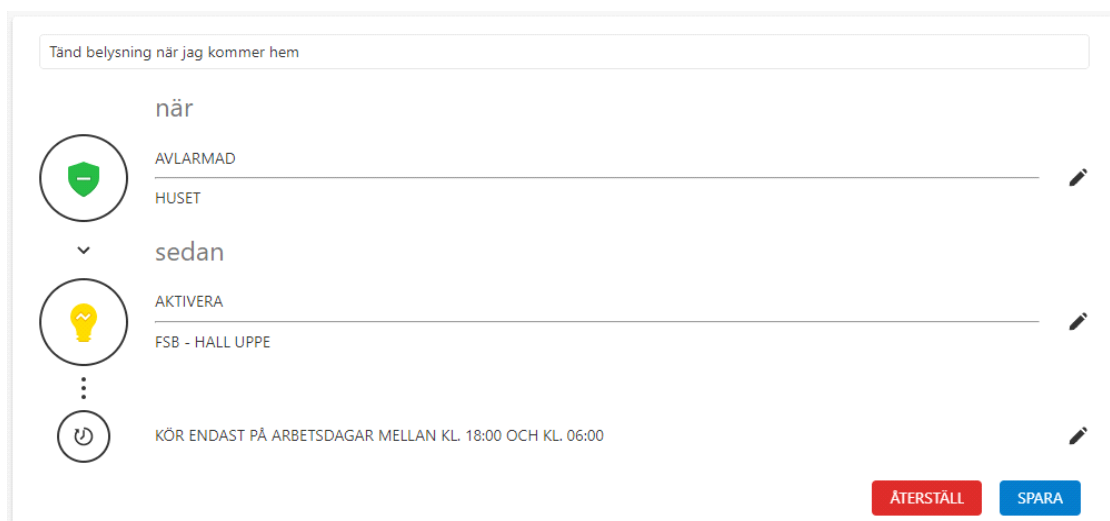 Tänd belysning när jag kommer hem
när
AVLARMAD
HUSET
sedan
AKTIVERA
FSB - HALL UPPE
KÖR ENDAST PÅ ARBETSDAGAR MELLAN KL. 18:00 OCH KL. 06:00
ÅTERSTÄLL SPARA